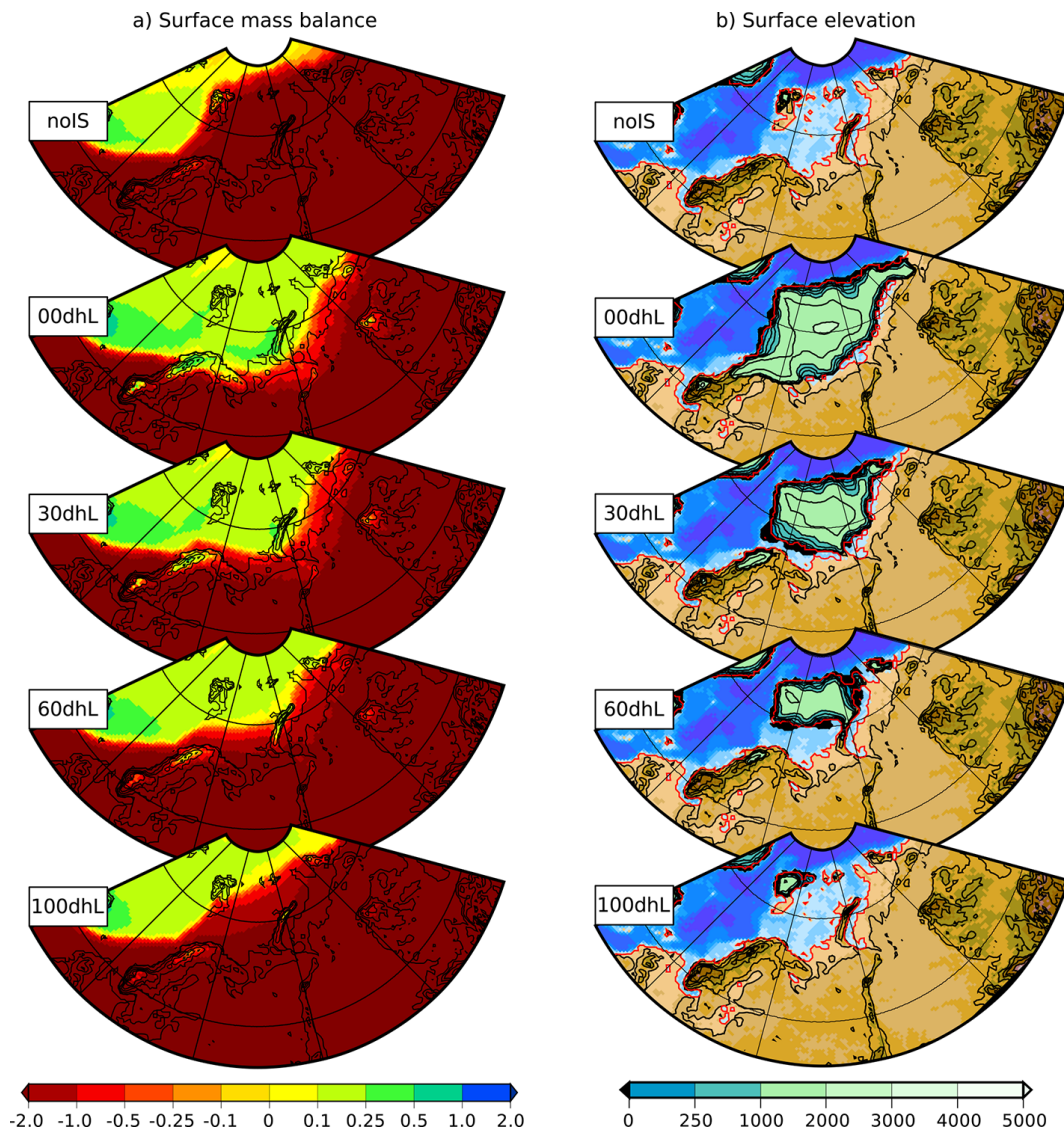 a) Surface mass balance
b) Surface elevation
noIS
noIS
00dhL
00dhL
30dhL
30dhL
60dhL
60dhL
100dhL
100dhL
-2.0 -1.0 -0.5 -0.25 -0.1 0 0.1 0.25 0.5 1.0 2.0
0 250 1000 2000 3000 4000 5000